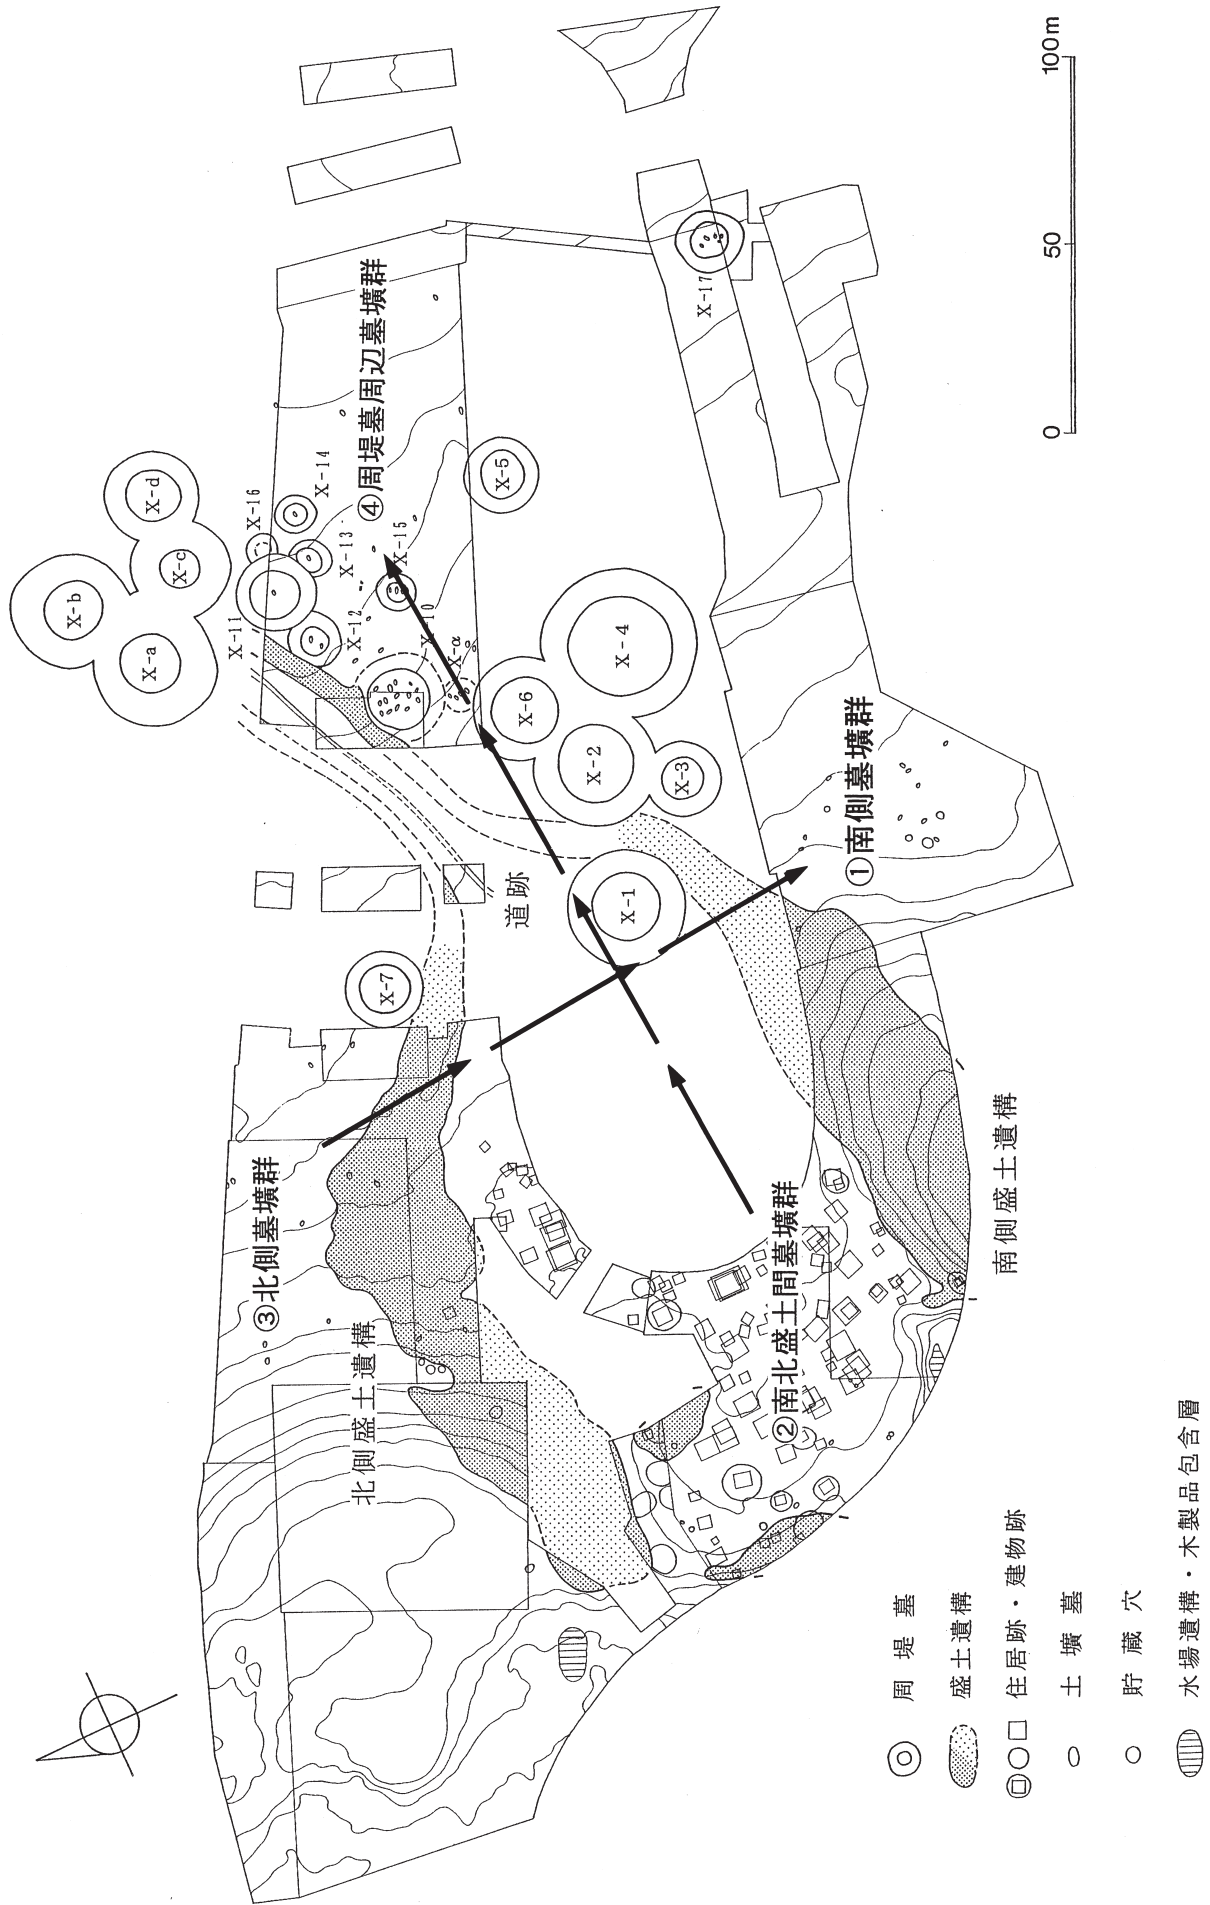 X-b
X-d
X-c
X-a
X-16
X-14
X-11
X-13
X-12
X-15
X-10
X-α
④周堤墓周辺墓壙群
X-5
X-17
X-6
X-4
X-2
X-3
X-1
X-7
道跡
①南側墓壙群
③北側墓壙群
②南北盛土間墓壙群
北側盛土遺構
南側盛土遺構
0
50
100m
周堤墓
盛土遺構
住居跡・建物跡
土壙墓
貯蔵穴
水場遺構・木製品包含層